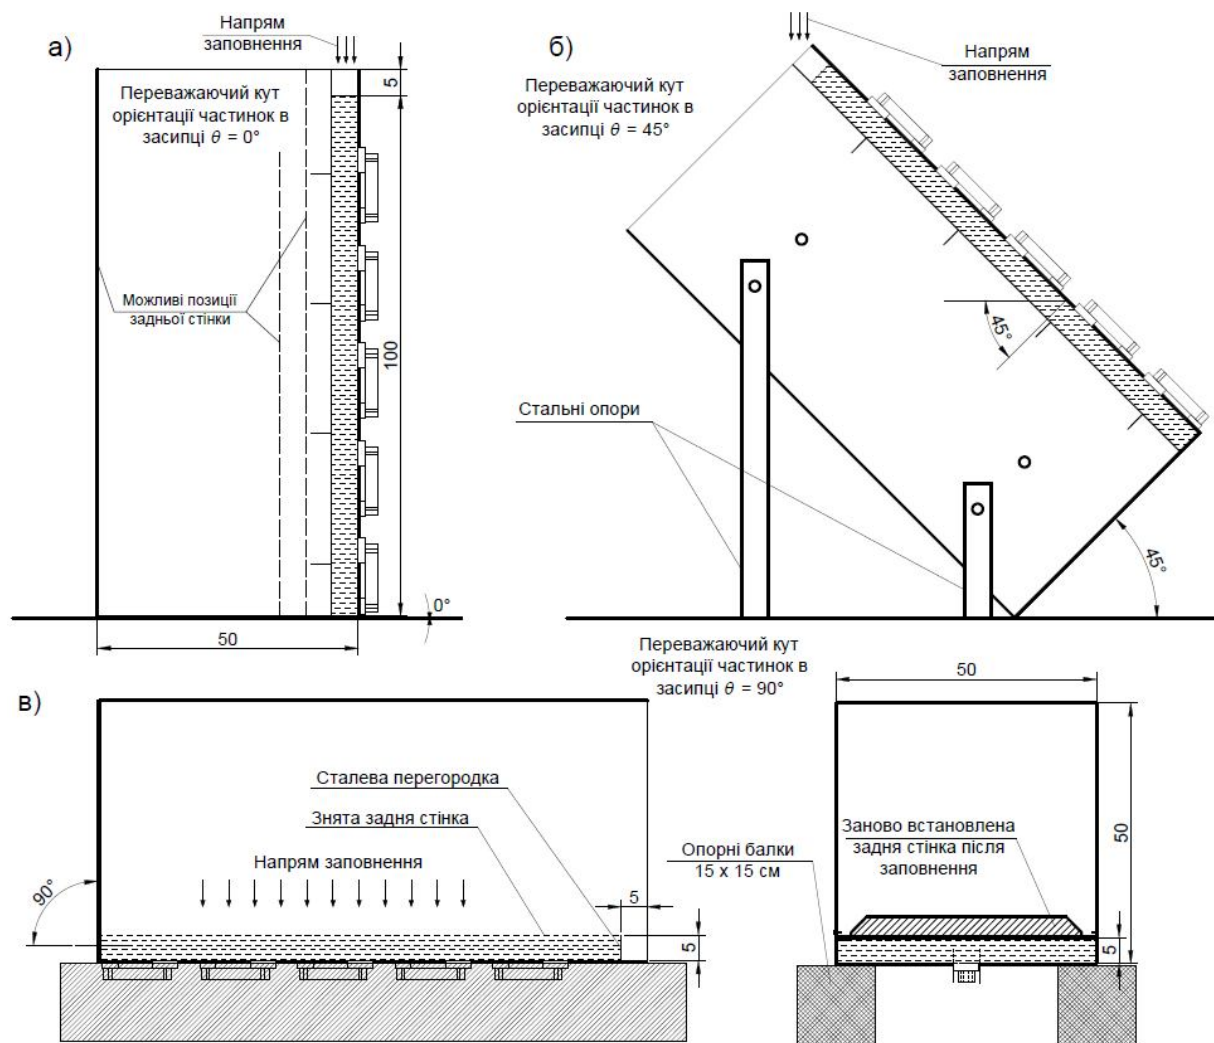 а)
Напрям
заповнення
5
Переважаючий кут
орієнтації частинок в
засипці θ = 0°
Можливі позиції
задньої стінки
100
0°
50
б)
Напрям
заповнення
Переважаючий кут
орієнтації частинок в
засипці θ = 45°
45°
Стальні опори
45°
Переважаючий кут
орієнтації частинок в
засипці θ = 90°
в)
Сталева перегородка
Знята задня стінка
Напрям заповнення
90°
5
5
50
Опорні балки
15 x 15 см
Заново встановлена
задня стінка після
заповнення
50
5